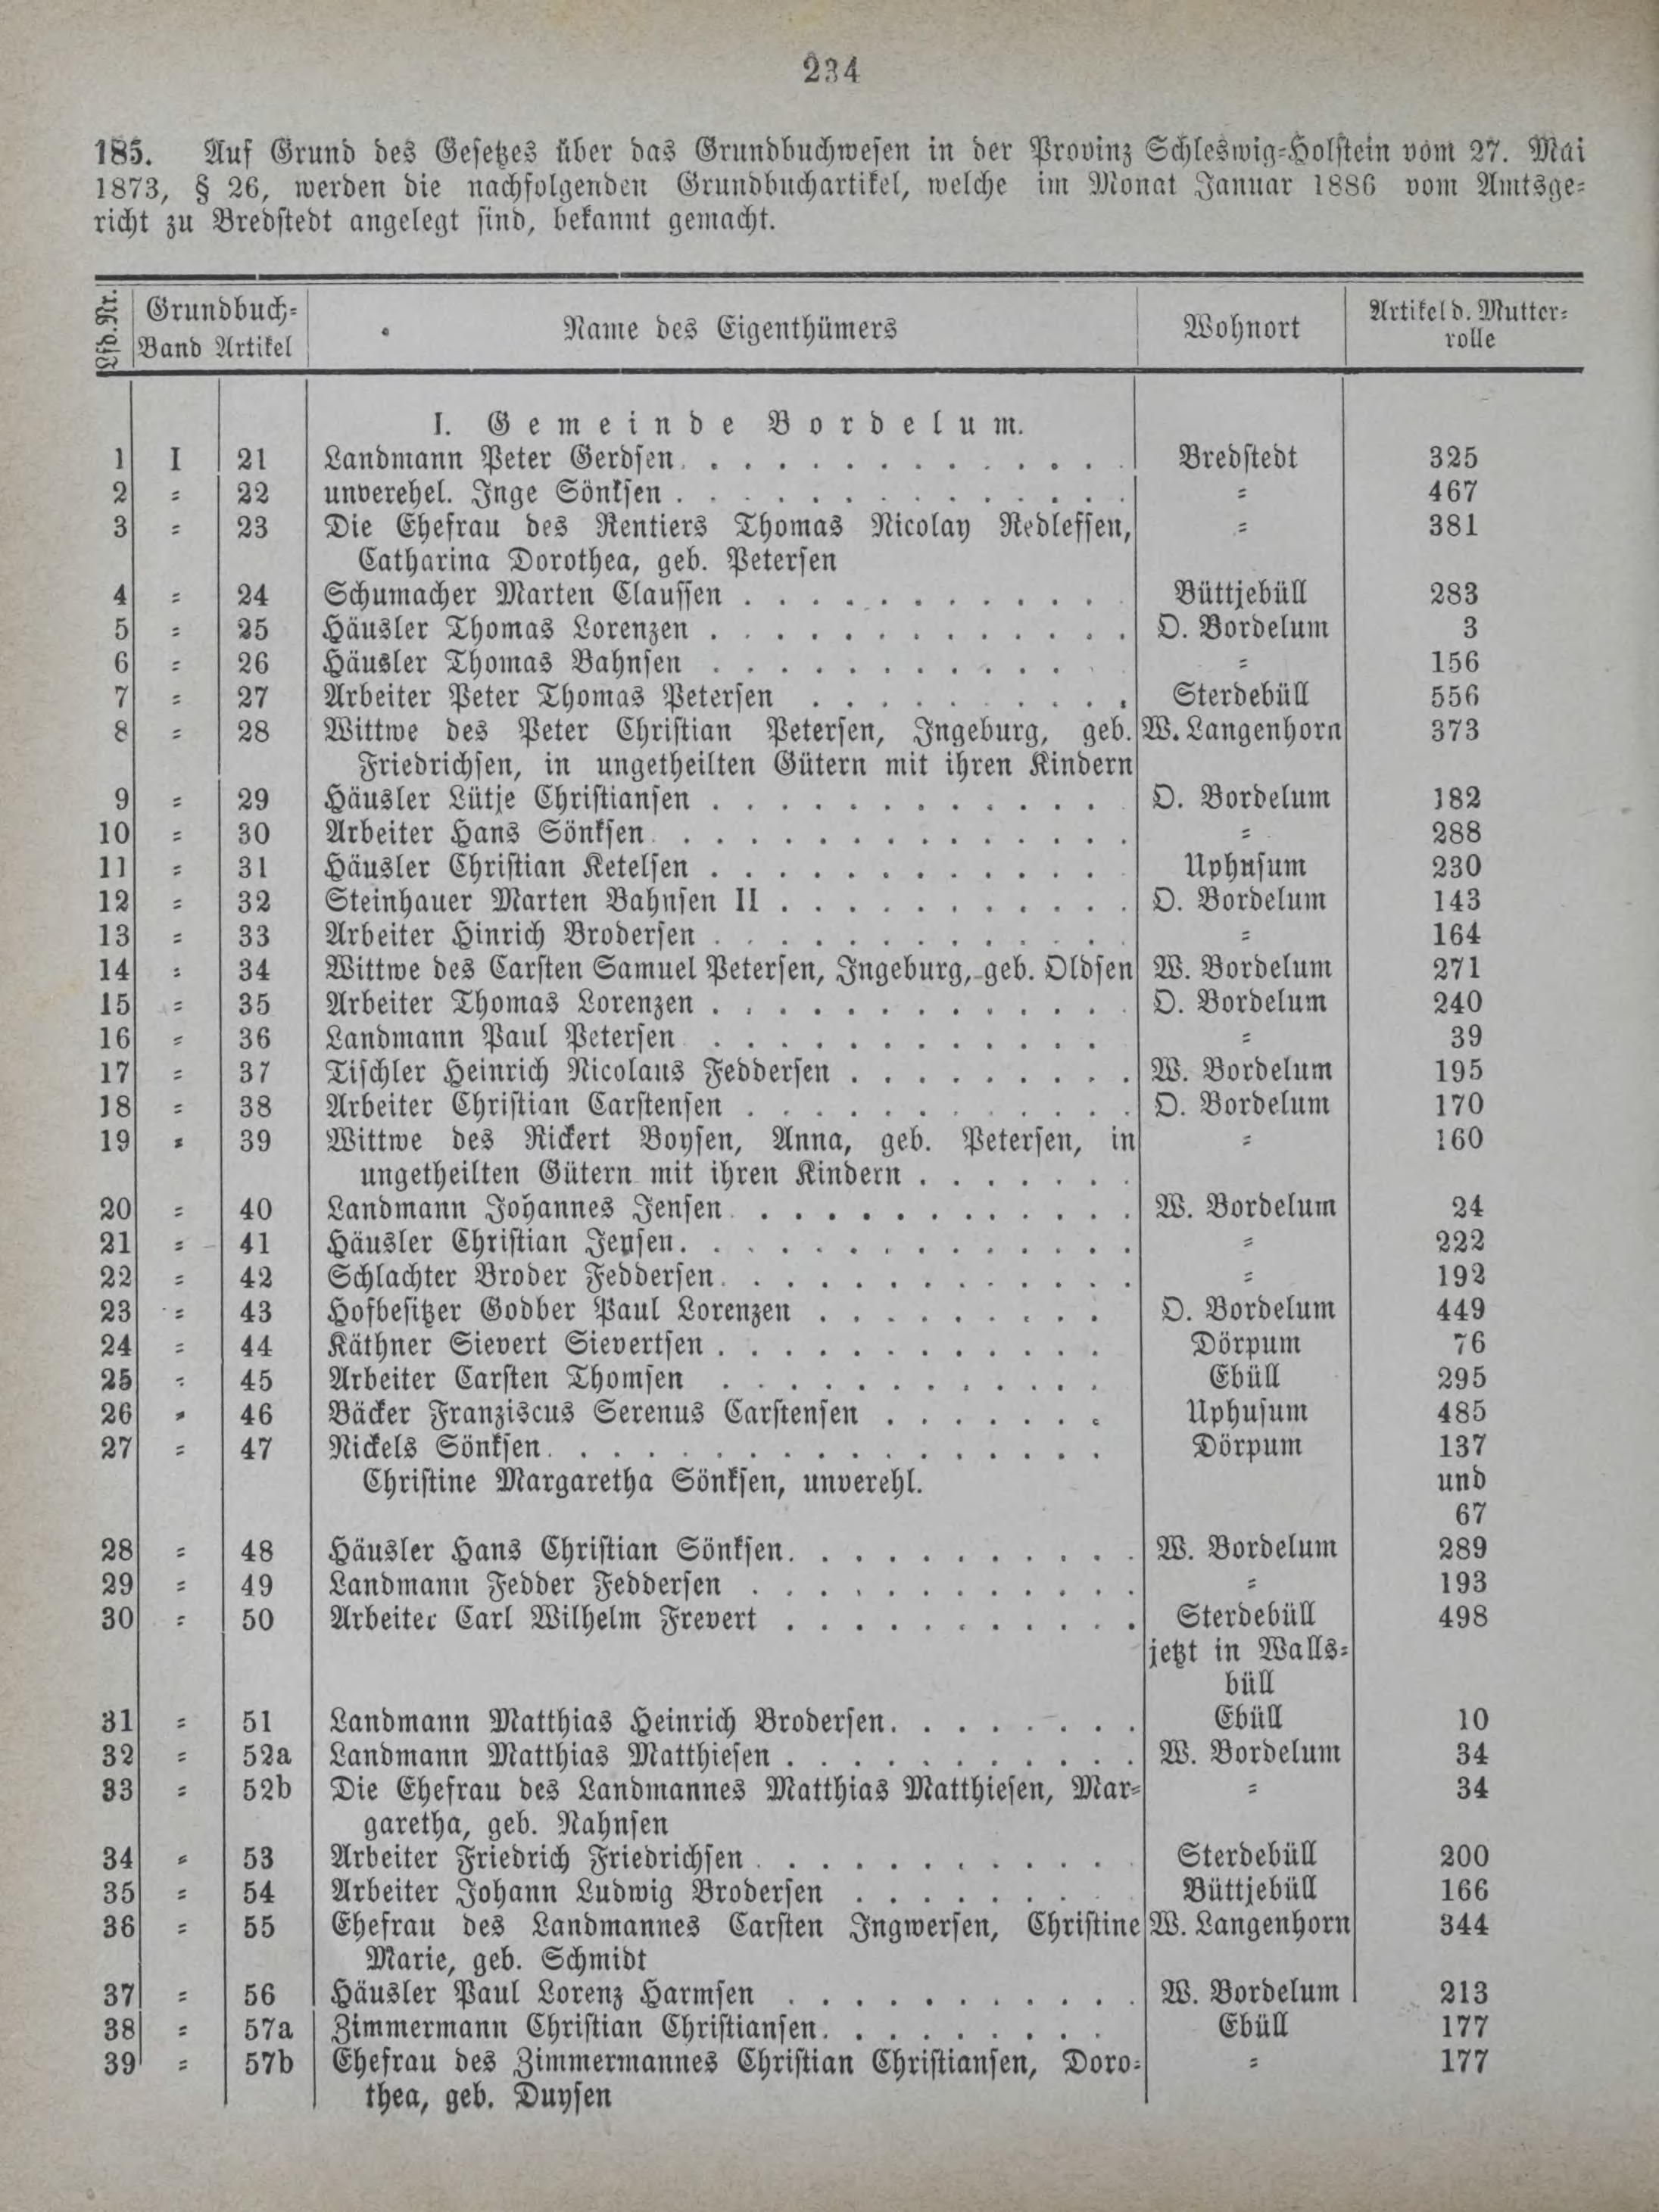 234
185. Auf Grund des Gesetzes über das Grundbuchwesen in der Provinz Schleswig-Holstein vom 27. Mai
1873, § 26, werden die nachfolgenden Grundbuchartikel, welche im Monat Januar 1886 vom Amtsge-
richt zu Bredstedt angelegt sind, bekannt gemacht.
Lfd. Nr. Grundbuch- Band Artikel Name des Eigenthümers Wohnort Artikel d. Mutter-
rolle
I. Gemeinde Bordelum.
1 I 21 Landmann Peter Gerdsen. . . . . . . . . . . . . . Bredstedt 325
2 = 22 unverehel. Inge Sönksen . . . . . . . . . . . . . . = 467
3 = 23 Die Ehefrau des Rentiers Thomas Nicolay Redlefsen, = 381
Catharina Dorothea, geb. Petersen
4 = 24 Schumacher Marten Claussen . . . . . . . . . . . . Büttjebüll 283
5 = 25 Häusler Thomas Lorenzen . . . . . . . . . . . . . O. Bordelum 3
6 = 26 Häusler Thomas Bahnsen . . . . . . . . . . . . = 156
7 = 27 Arbeiter Peter Thomas Petersen . . . . . . . . . . Sterdebüll 556
8 = 28 Wittwe des Peter Christian Petersen, Ingeburg, geb. W. Langenhorn 373
Friedrichsen, in ungetheilten Gütern mit ihren Kindern
9 = 29 Häusler Lütje Christiansen . . . . . . . . . . . . . O. Bordelum 182
10 = 30 Arbeiter Hans Sönksen. . . . . . . . . . . . . . . = 288
11 = 31 Häusler Christian Ketelsen . . . . . . . . . . . . . Uphusum 230
12 = 32 Steinhauer Marten Bahnsen II . . . . . . . . . . . O. Bordelum 143
13 = 33 Arbeiter Hinrich Brodersen . . . . . . . . . . . . . = 164
14 = 34 Wittwe des Carsten Samuel Petersen, Ingeburg, geb. Oldsen W. Bordelum 271
15 = 35 Arbeiter Thomas Lorenzen . . . . . . . . . . . . . O. Bordelum 240
16 = 36 Landmann Paul Petersen . . . . . . . . . . . . = 39
17 = 37 Tischler Heinrich Nicolaus Feddersen . . . . . . . . . W. Bordelum 195
18 = 38 Arbeiter Christian Carstensen . . . . . . . . . . . . O. Bordelum 170
19 = 39 Wittwe des Rickert Boysen, Anna, geb. Petersen, in = 160
ungetheilten Gütern mit ihren Kindern . . . . . . .
20 = 40 Landmann Johannes Jensen. . . . . . . . . . . . . W. Bordelum 24
21 = 41 Häusler Christian Jensen. . . . . . . . . . . . . . = 222
22 = 42 Schlachter Broder Feddersen. . . . . . . . . . . . . = 192
23 = 43 Hofbesitzer Godber Paul Lorenzen . . . . . . . . . O. Bordelum 449
24 = 44 Käthner Sievert Sievertsen . . . . . . . . . . . . Dörpum 76
25 = 45 Arbeiter Carsten Thomsen . . . . . . . . . . . . Ebüll 295
26 = 46 Bäcker Franziscus Serenus Carstensen . . . . . . . Uphusum 485
27 = 47 Nickels Sönksen. . . . . . . . . . . . . . . . . Dörpum 137
Christine Margaretha Sönksen, unverehl. und
67
28 = 48 Häusler Hans Christian Sönksen. . . . . . . . . . . W. Bordelum 289
29 = 49 Landmann Fedder Feddersen . . . . . . . . . . . . = 193
30 = 50 Arbeiter Carl Wilhelm Frevert . . . . . . . . . . . Sterdebüll 498
jetzt in Walls-
büll
31 = 51 Landmann Matthias Heinrich Brodersen. . . . . . . . Ebüll 10
32 = 52a Landmann Matthias Matthiesen . . . . . . . . . . . W. Bordelum 34
33 = 52b Die Ehefrau des Landmannes Matthias Matthiesen, Mar- = 34
garetha, geb. Nahnsen
34 = 53 Arbeiter Friedrich Friedrichsen . . . . . . . . . . . Sterdebüll 200
35 = 54 Arbeiter Johann Ludwig Brodersen . . . . . . . . Büttjebüll 166
36 = 55 Ehefrau des Landmannes Carsten Ingwersen, Christine W. Langenhorn 344
Marie, geb. Schmidt
37 = 56 Häusler Paul Lorenz Harmsen . . . . . . . . . . . W. Bordelum 213
38 = 57a Zimmermann Christian Christiansen. . . . . . . . . Ebüll 177
39 = 57b Ehefrau des Zimmermannes Christian Christiansen, Doro- = 177
thea, geb. Duysen